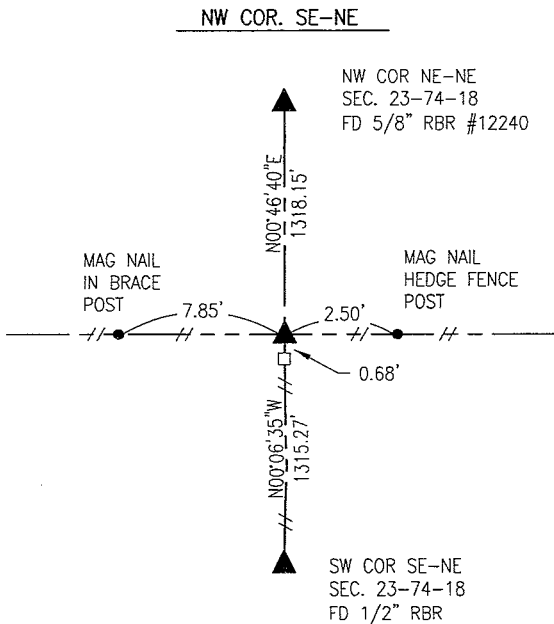 NW COR. SE-NE
NW COR NE-NE
SEC. 23-74-18
FD 5/8" RBR #12240
N00°46'40"E
1318.15'
MAG NAIL
IN BRACE
POST
7.85'
2.50'
MAG NAIL
HEDGE FENCE
POST
0.68'
N00°06'35"W
1315.27'
SW COR SE-NE
SEC. 23-74-18
FD 1/2" RBR